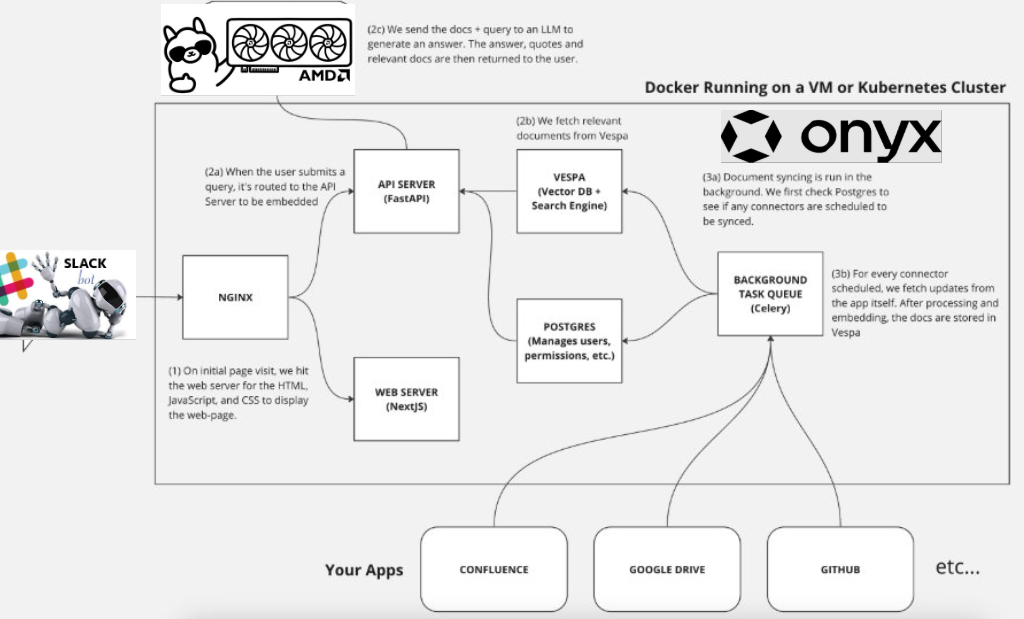 (2c) We send the docs + query to an LLM to
generate an answer. The answer, quotes and
relevant docs are then returned to the user.
AMD
Docker Running on a VM or Kubernetes Cluster
onyx
(2b) We fetch relevant
documents from Vespa
(2a) When the user submits a
query, it's routed to the API
Server to be embedded
API SERVER
(FastAPI)
VESPA
(Vector DB +
Search Engine)
(3a) Document syncing is run in the
background. We first check Postgres to
see if any connectors are scheduled to
be synced.
SLACK
bot
NGINX
BACKGROUND
TASK QUEUE
(Celery)
(3b) For every connector
scheduled, we fetch updates from
the app itself. After processing and
embedding, the docs are stored in
Vespa
POSTGRES
(Manages users,
permissions, etc.)
(1) On initial page visit, we hit
the web server for the HTML,
JavaScript, and CSS to display
the web-page.
WEB SERVER
(NextJS)
Your Apps
CONFLUENCE
GOOGLE DRIVE
GITHUB
etc...